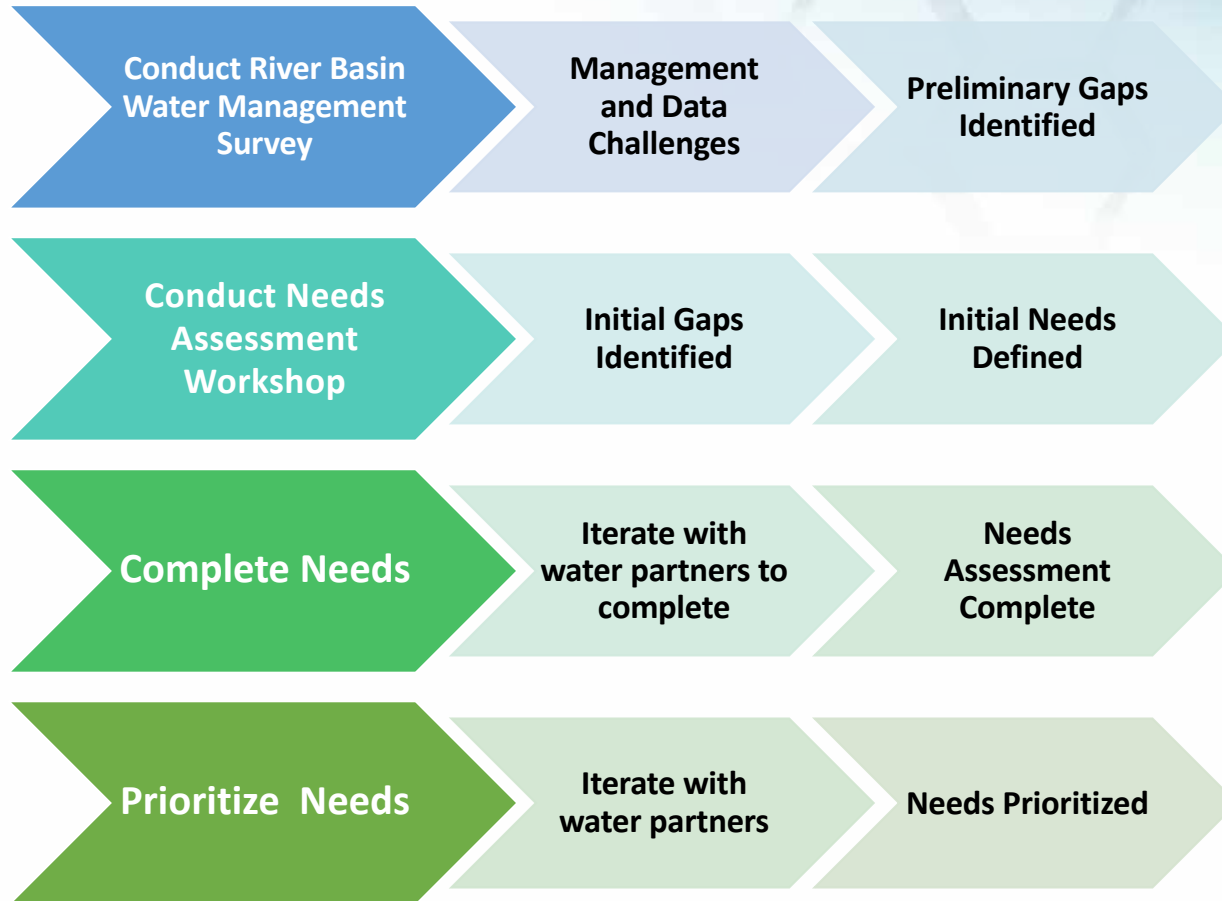 Conduct River Basin
Water Management
Survey
Management
and Data
Challenges
Preliminary Gaps
Identified
Conduct Needs
Assessment
Workshop
Initial Gaps
Identified
Initial Needs
Defined
Complete Needs
Iterate with
water partners to
complete
Needs
Assessment
Complete
Prioritize  Needs
Iterate with
water partners
Needs Prioritized